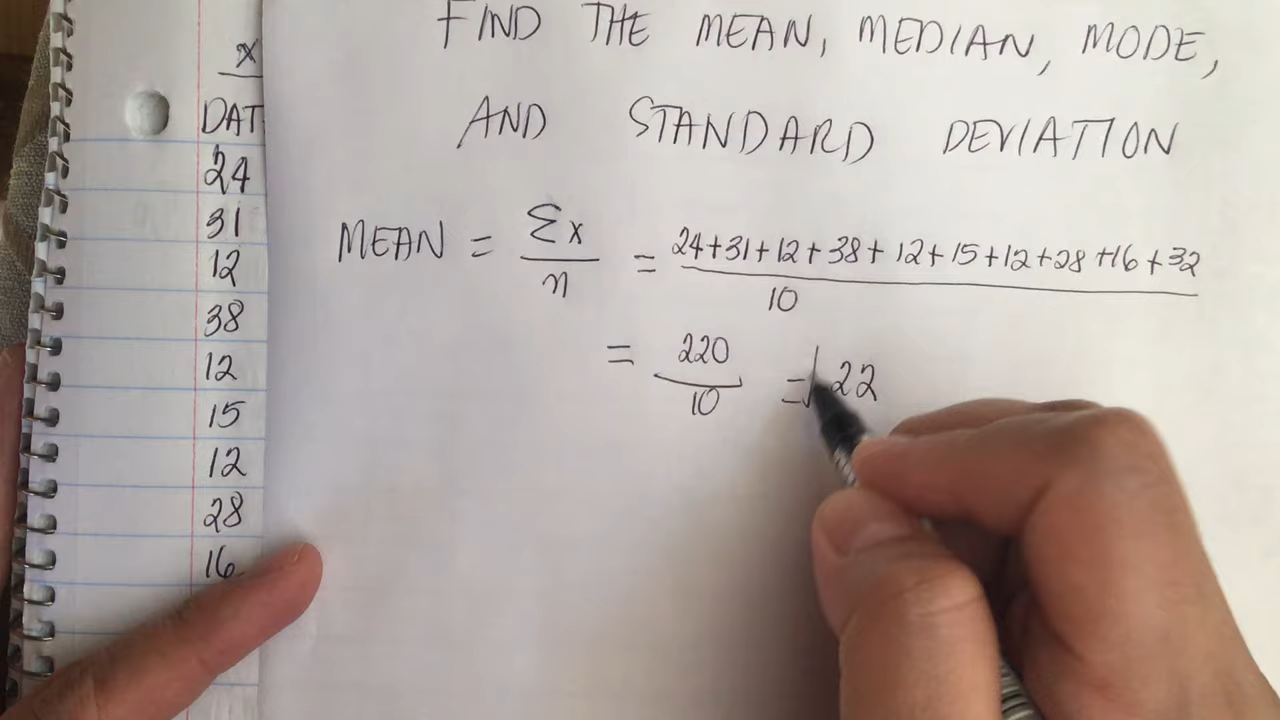 x
DAT
24
31
12
38
12
15
12
28
16
FIND THE MEAN, MEDIAN, MODE,
AND STANDARD DEVIATION
MEAN = Σx / n = 24+31+12+38+12+15+12+28+16+32 / 10
= 220 / 10 = 22